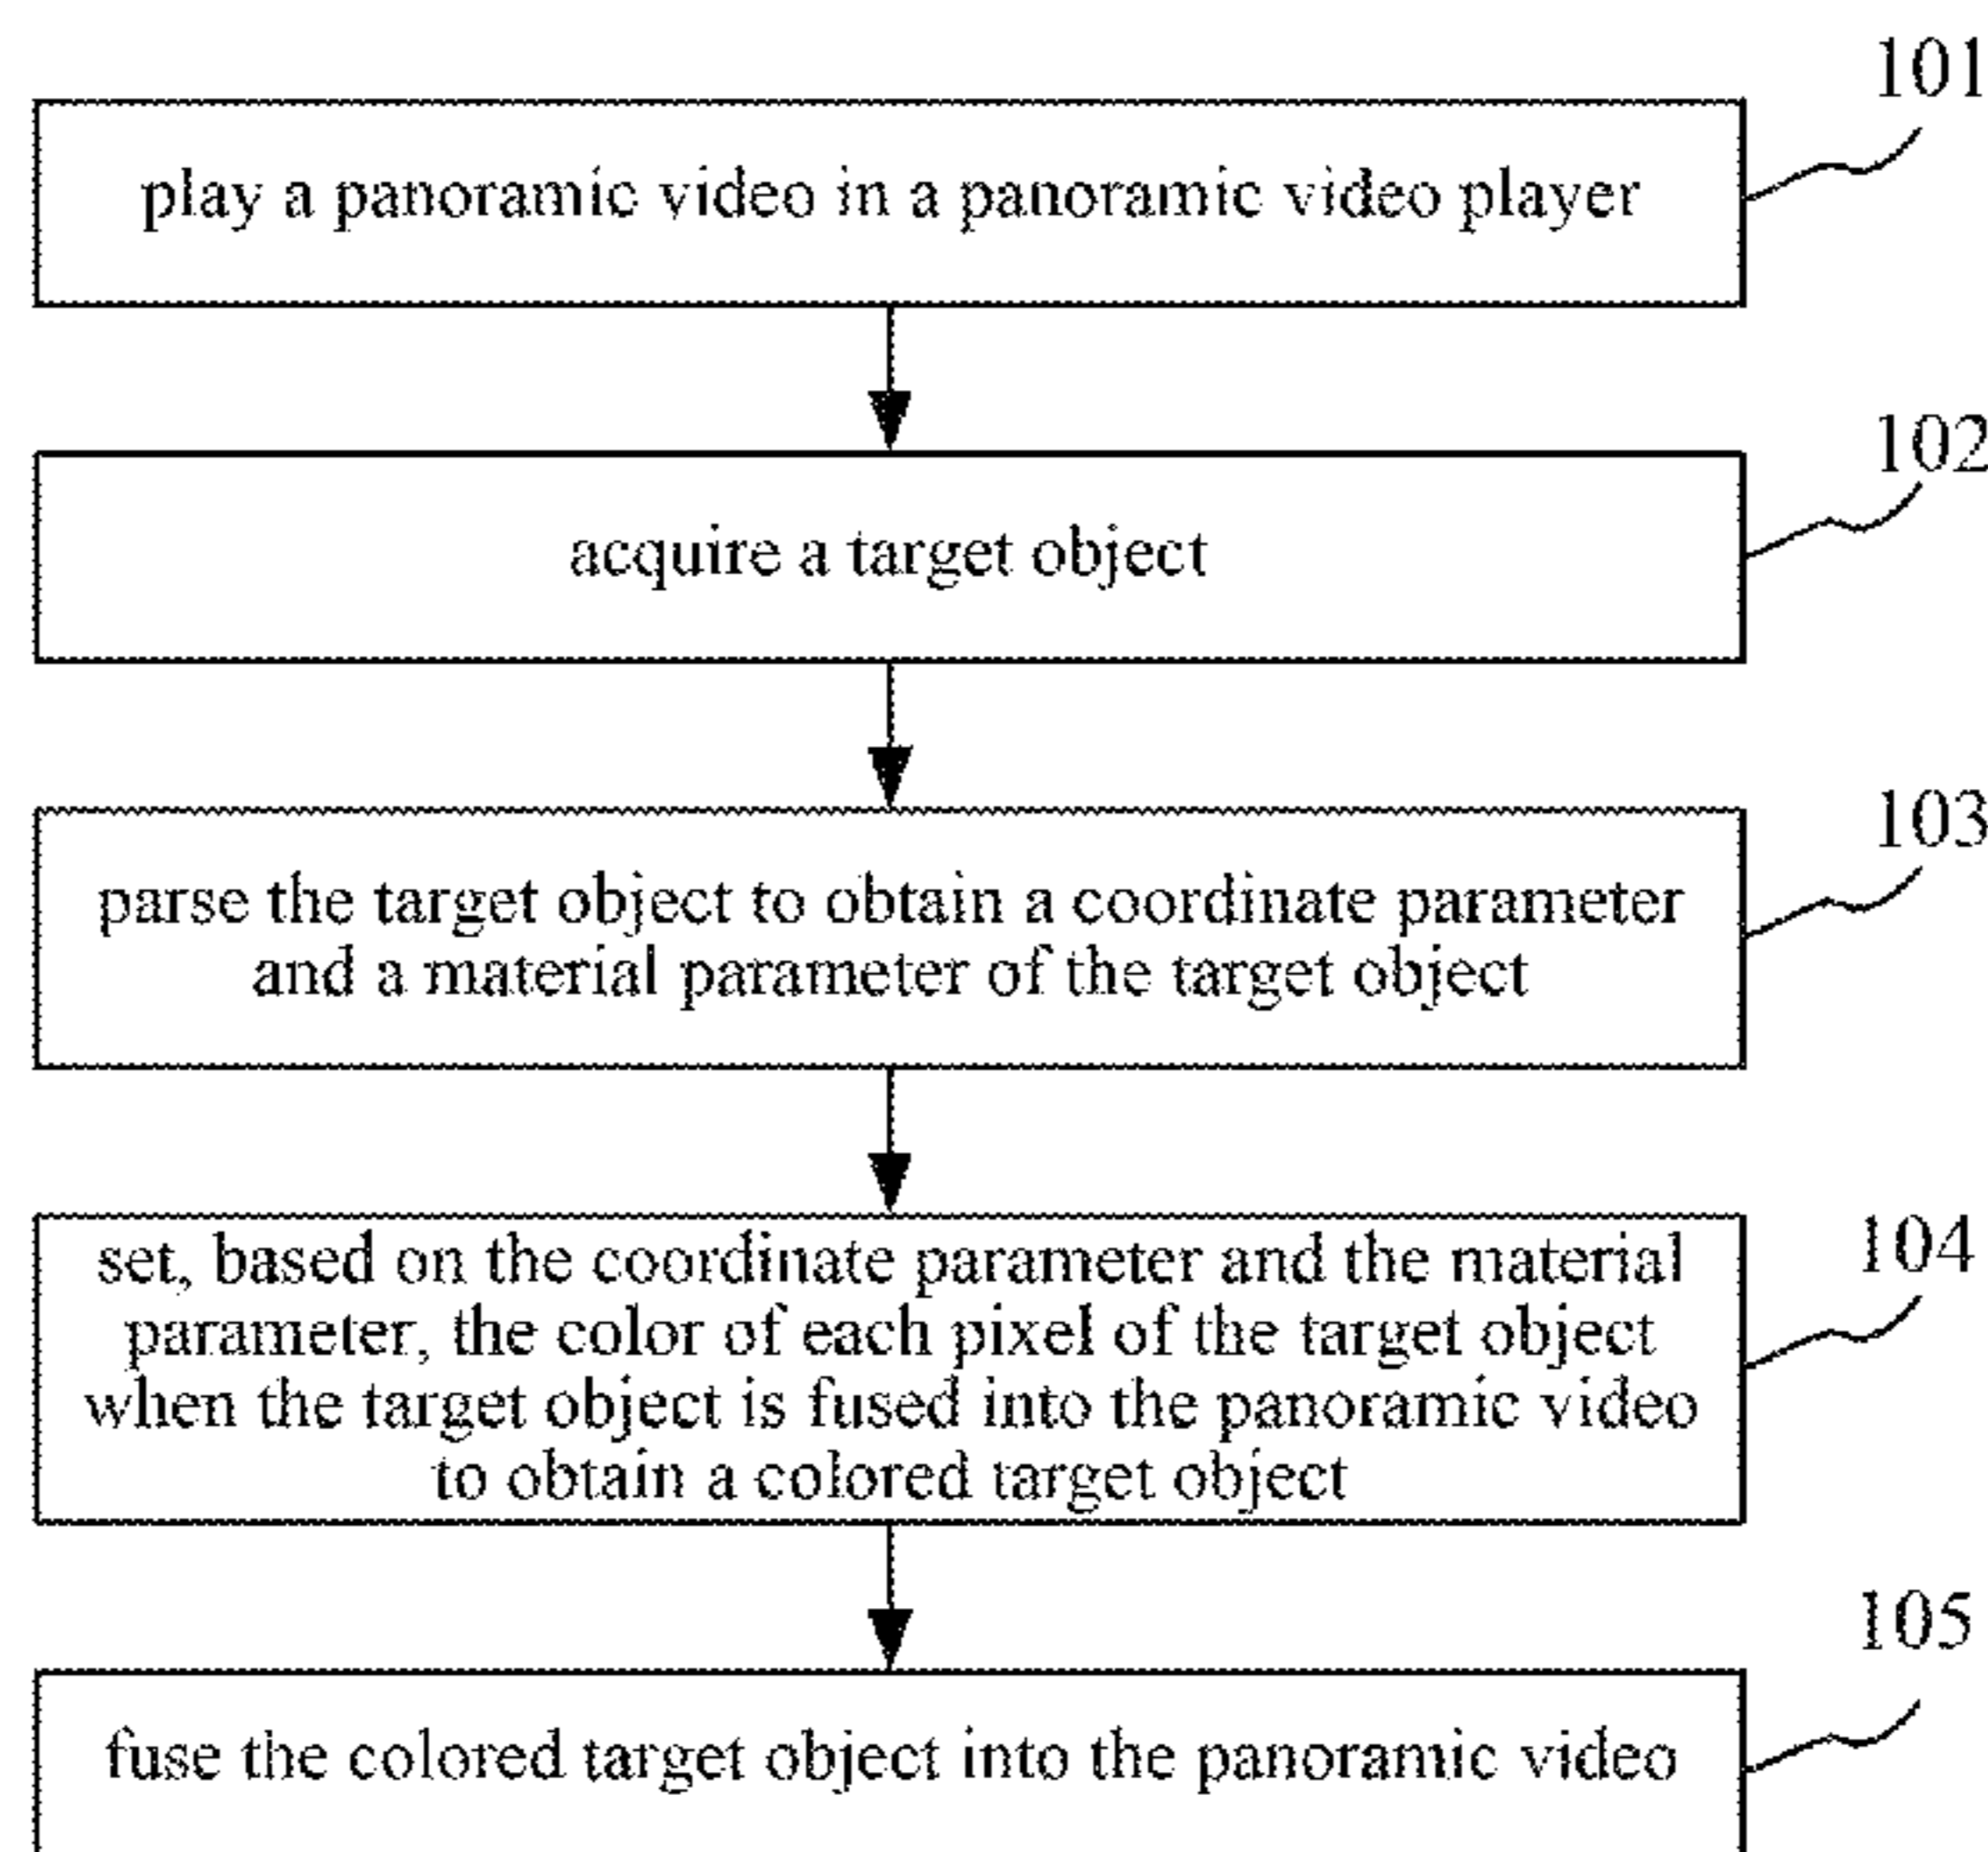 101
play a panoramic video in a panoramic video player
102
acquire a target object
103
parse the target object to obtain a coordinate parameter
and a material parameter of the target object
104
set, based on the coordinate parameter and the material
parameter, the color of each pixel of the target object
when the target object is fused into the panoramic video
to obtain a colored target object
105
fuse the colored target object into the panoramic video